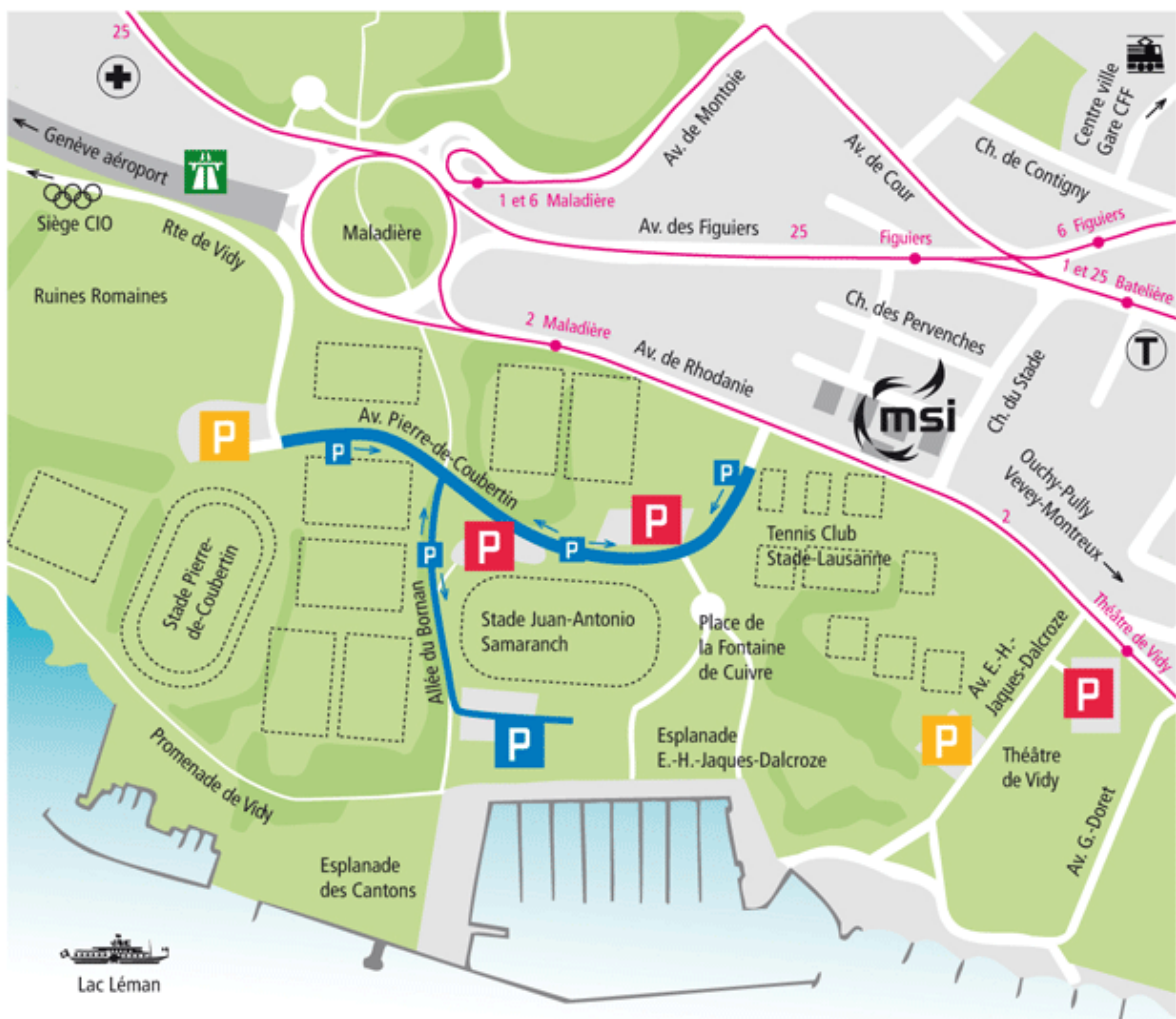 25
Genève aéroport
Siège CIO
Rte de Vidy
Ruines Romaines
Maladière
1 et 6 Maladière
Av. de Montoie
Av. de Cour
Ch. de Contigny
Centre ville
Gare CFF
Av. des Figuiers
25
Figuiers
6 Figuiers
1 et 25 Batelière
T
2 Maladière
Av. de Rhodanie
Ch. des Pervenches
msi
Ch. du Stade
Ouchy-Pully
Vevey-Montreux
2
Théâtre de Vidy
P
Av. Pierre-de-Coubertin
P
P
P
P
P
P
Tennis Club
Stade-Lausanne
Stade Pierre-
de-Coubertin
Allée du Bornan
Stade Juan-Antonio
Samaranch
Place de
la Fontaine
de Cuivre
Av. E.-H.-
Jaques-Dalcroze
P
P
P
Théâtre
de Vidy
Esplanade
E.-H.-Jaques-Dalcroze
Promenade de Vidy
Av. G.-Doret
Esplanade
des Cantons
Lac Léman